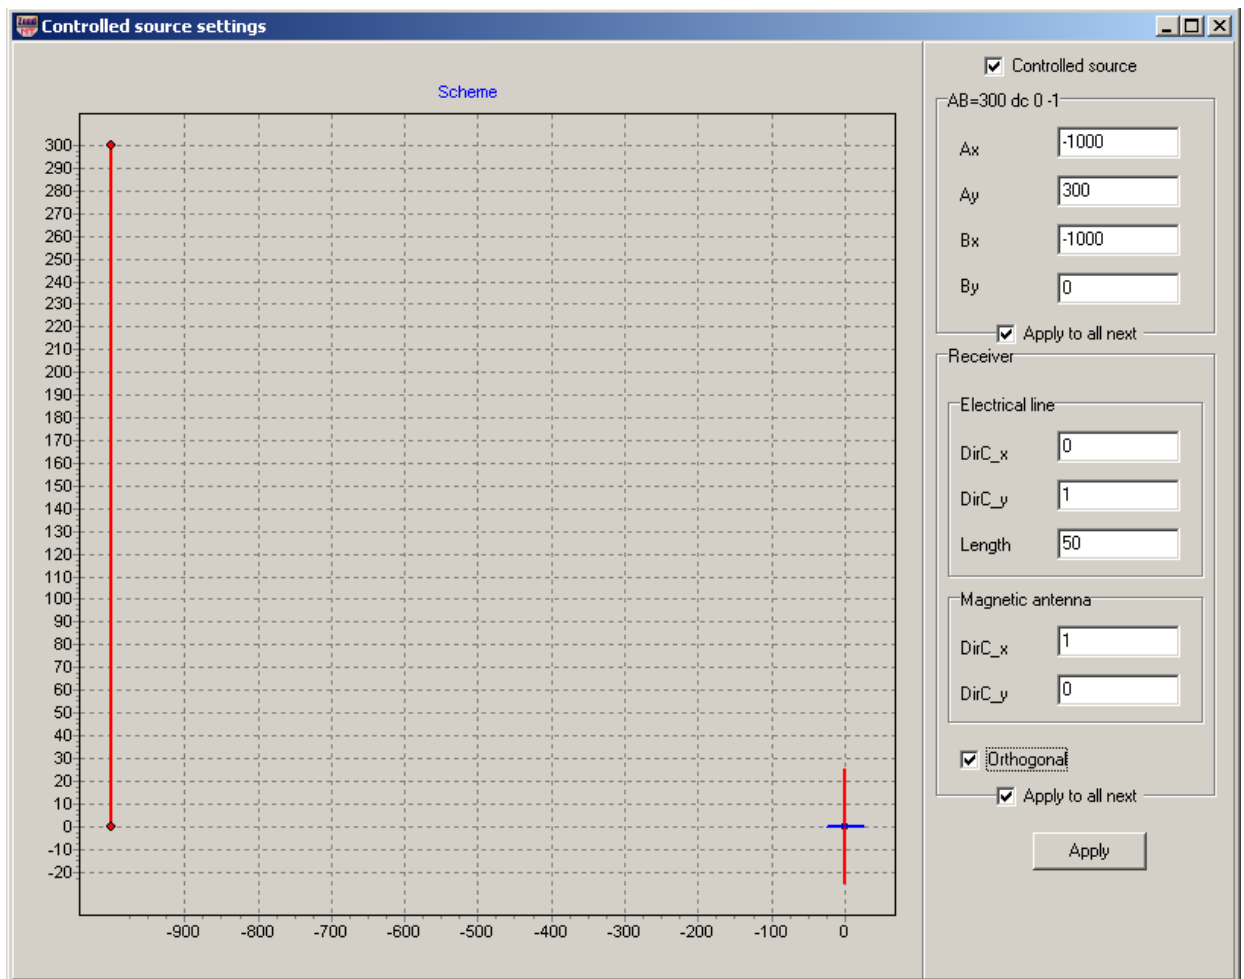 Controlled source settings
Scheme
300
290
280
270
260
250
240
230
220
210
200
190
180
170
160
150
140
130
120
110
100
90
80
70
60
50
40
30
20
10
0
-10
-20
-900 -800 -700 -600 -500 -400 -300 -200 -100 0
Controlled source
AB=300 dc 0 -1
Ax -1000
Ay 300
Bx -1000
By 0
Apply to all next
Receiver
Electrical line
DirC_x 0
DirC_y 1
Length 50
Magnetic antenna
DirC_x 1
DirC_y 0
Orthogonal
Apply to all next
Apply